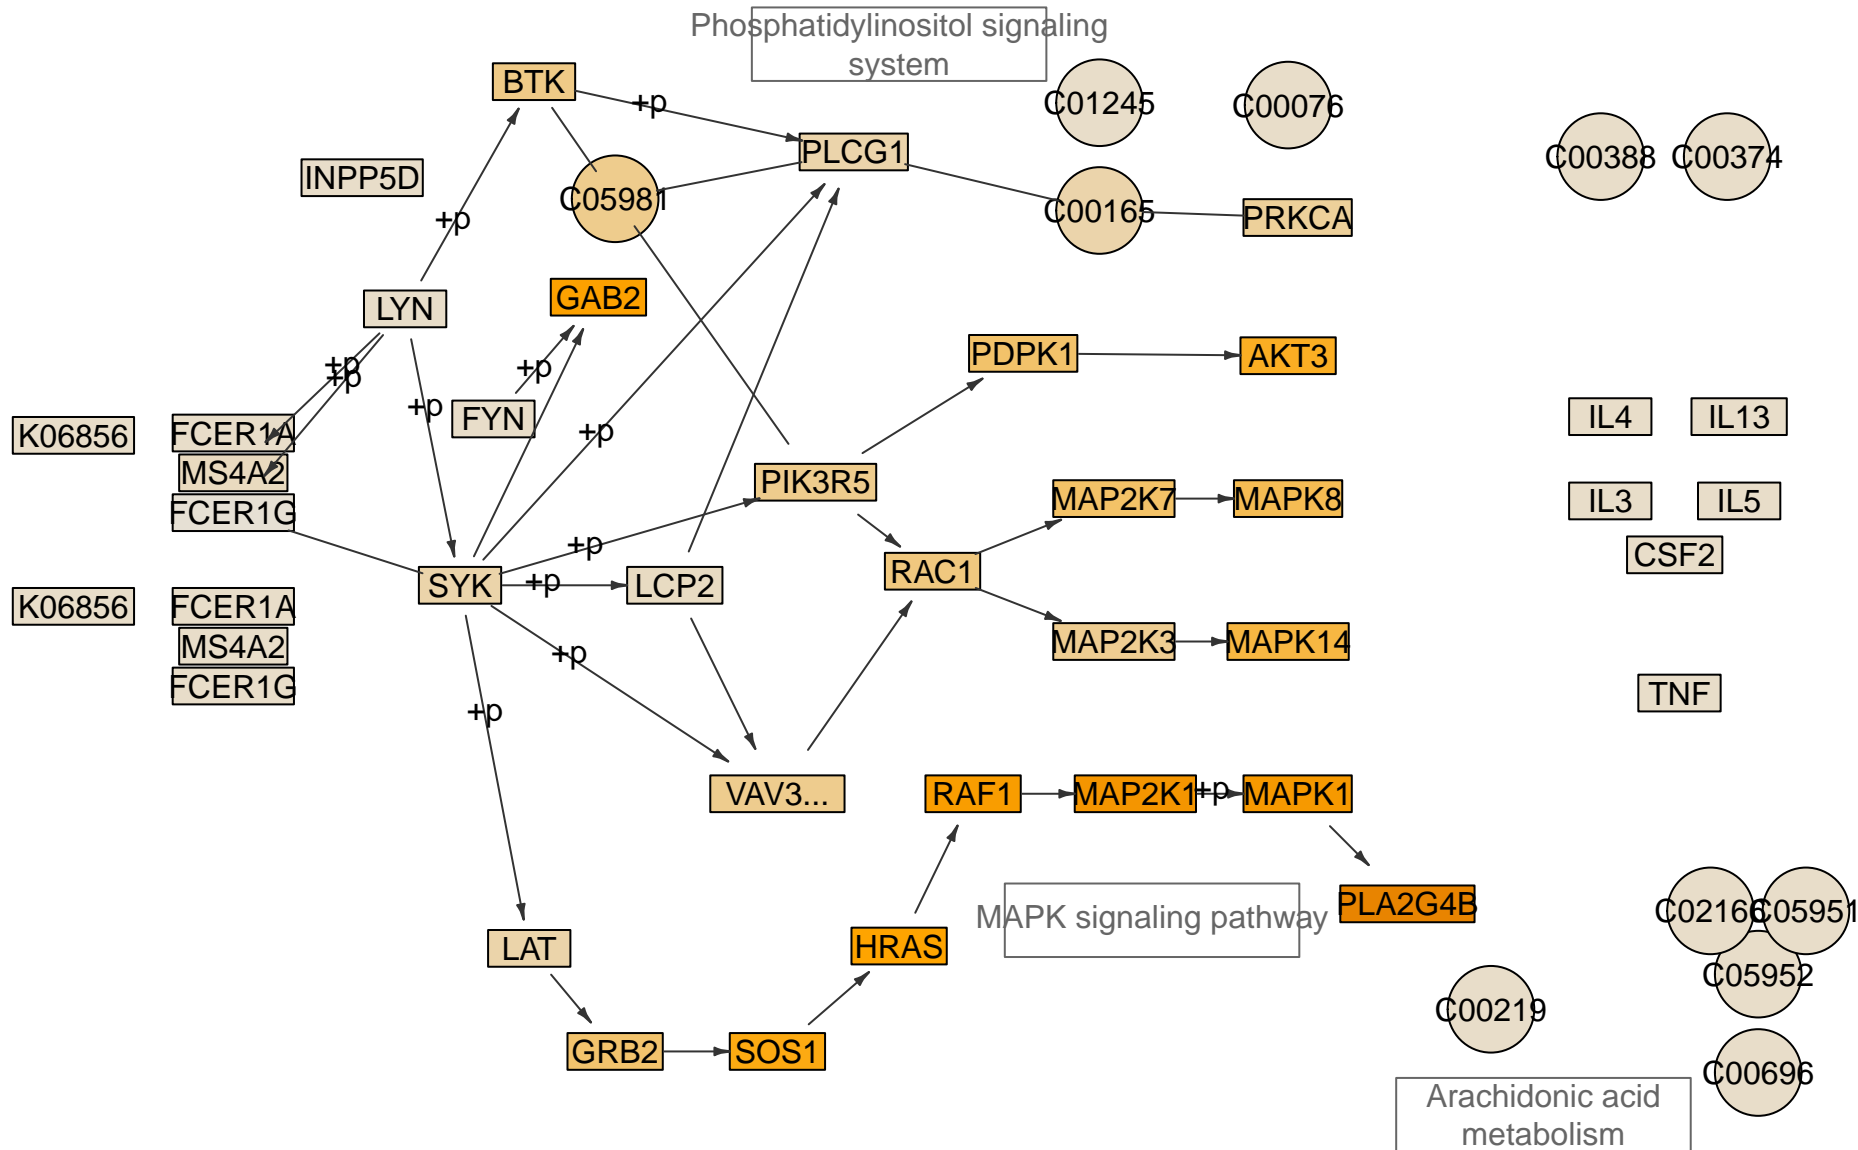 Phosphatidylinositol signaling
system
BTK
+p
C01245
C00076
PLCG1
C00388
C00374
INPP5D
C05981
+p
C00165
PRKCA
LYN
GAB2
+p
+p
+p
PDPK1
AKT3
+p
FYN
+p
K06856
FCER1A
MS4A2
FCER1G
IL4
IL13
PIK3R5
MAP2K7
MAPK8
IL3
IL5
+p
CSF2
SYK
+p
LCP2
RAC1
K06856
FCER1A
MS4A2
FCER1G
+p
MAP2K3
MAPK14
TNF
+p
VAV3...
RAF1
MAP2K1
+p
MAPK1
MAPK signaling pathway
PLA2G4B
C02166
C05951
C05952
LAT
HRAS
C00219
GRB2
SOS1
C00696
Arachidonic acid
metabolism